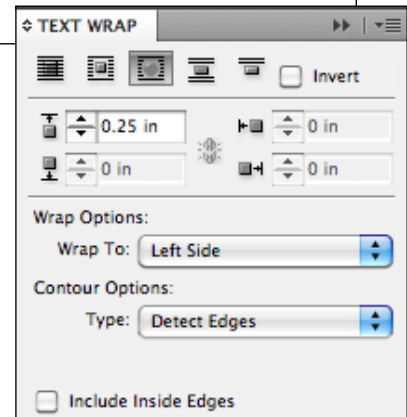 TEXT WRAP
Invert
0.25 in
0 in
0 in
0 in
Wrap Options:
Wrap To: Left Side
Contour Options:
Type: Detect Edges
Include Inside Edges